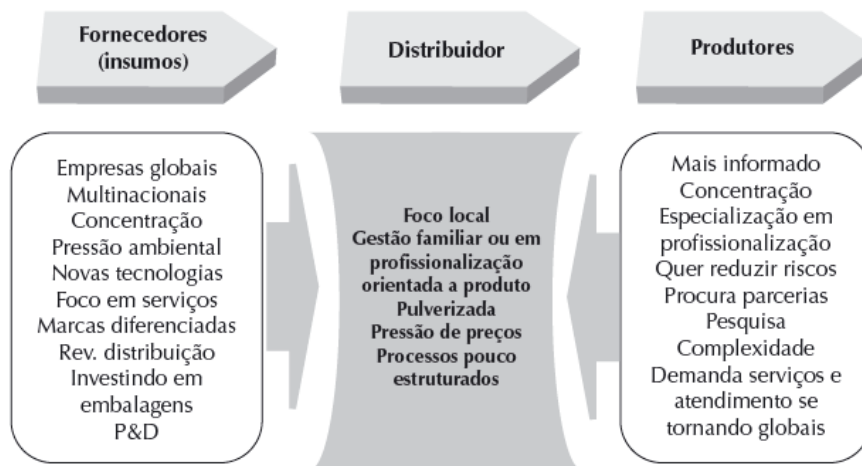 Fornecedores
(insumos)
Distribuidor
Produtores
Empresas globais
Multinacionais
Concentração
Pressão ambiental
Novas tecnologias
Foco em serviços
Marcas diferenciadas
Rev. distribuição
Investindo em
embalagens
P&D
Foco local
Gestão familiar ou em
profissionalização
orientada a produto
Pulverizada
Pressão de preços
Processos pouco
estruturados
Mais informado
Concentração
Especialização em
profissionalização
Quer reduzir riscos
Procura parcerias
Pesquisa
Complexidade
Demanda serviços e
atendimento se
tornando globais